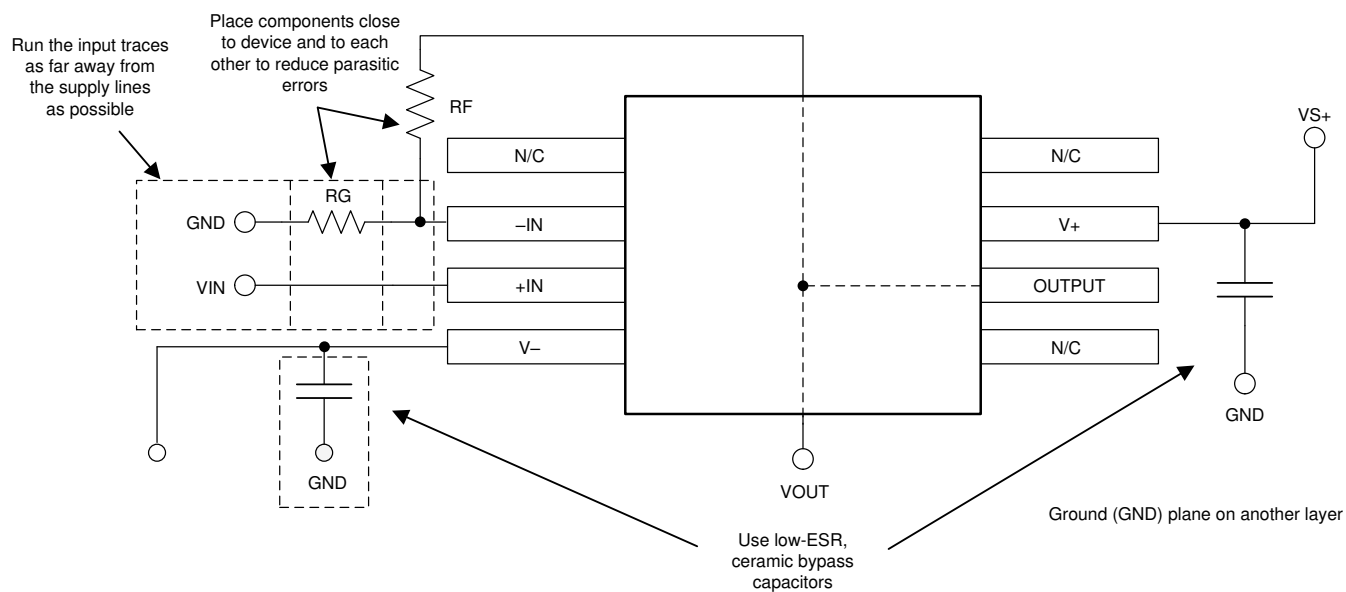 Run the input traces
as far away from
the supply lines
as possible
Place components close
to device and to each
other to reduce parasitic
errors
RF
RG
GND
VIN
N/C
–IN
+IN
V–
N/C
V+
OUTPUT
N/C
VS+
GND
GND
VOUT
Ground (GND) plane on another layer
Use low-ESR,
ceramic bypass
capacitors